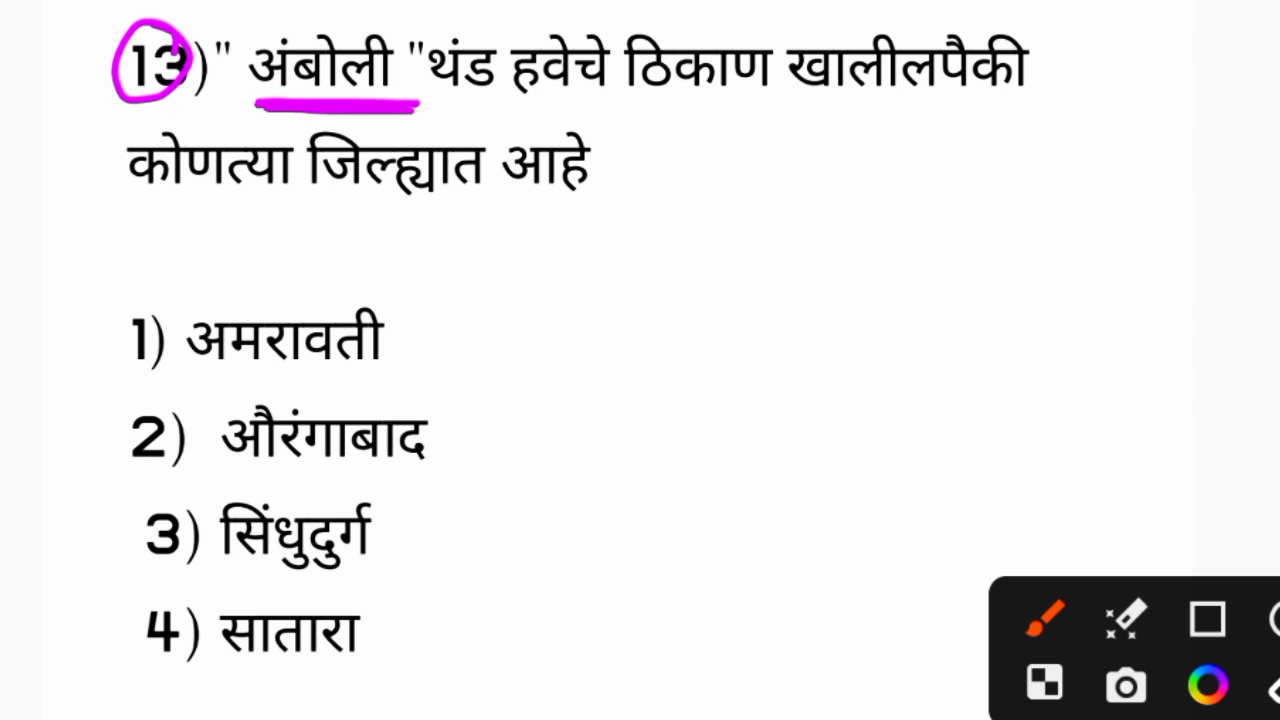 13)" अंबोली "थंड हवेचे ठिकाण खालीलपैकी
कोणत्या जिल्ह्यात आहे
1) अमरावती
2) औरंगाबाद
3) सिंधुदुर्ग
4) सातारा